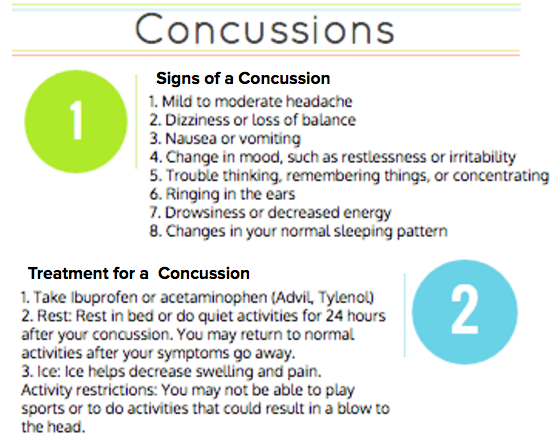 Concussions
1
Signs of a Concussion
1. Mild to moderate headache
2. Dizziness or loss of balance
3. Nausea or vomiting
4. Change in mood, such as restlessness or irritability
5. Trouble thinking, remembering things, or concentrating
6. Ringing in the ears
7. Drowsiness or decreased energy
8. Changes in your normal sleeping pattern
Treatment for a  Concussion
1. Take Ibuprofen or acetaminophen (Advil, Tylenol)
2. Rest: Rest in bed or do quiet activities for 24 hours
after your concussion. You may return to normal
activities after your symptoms go away.
3. Ice: Ice helps decrease swelling and pain.
Activity restrictions: You may not be able to play
sports or to do activities that could result in a blow to
the head.
2